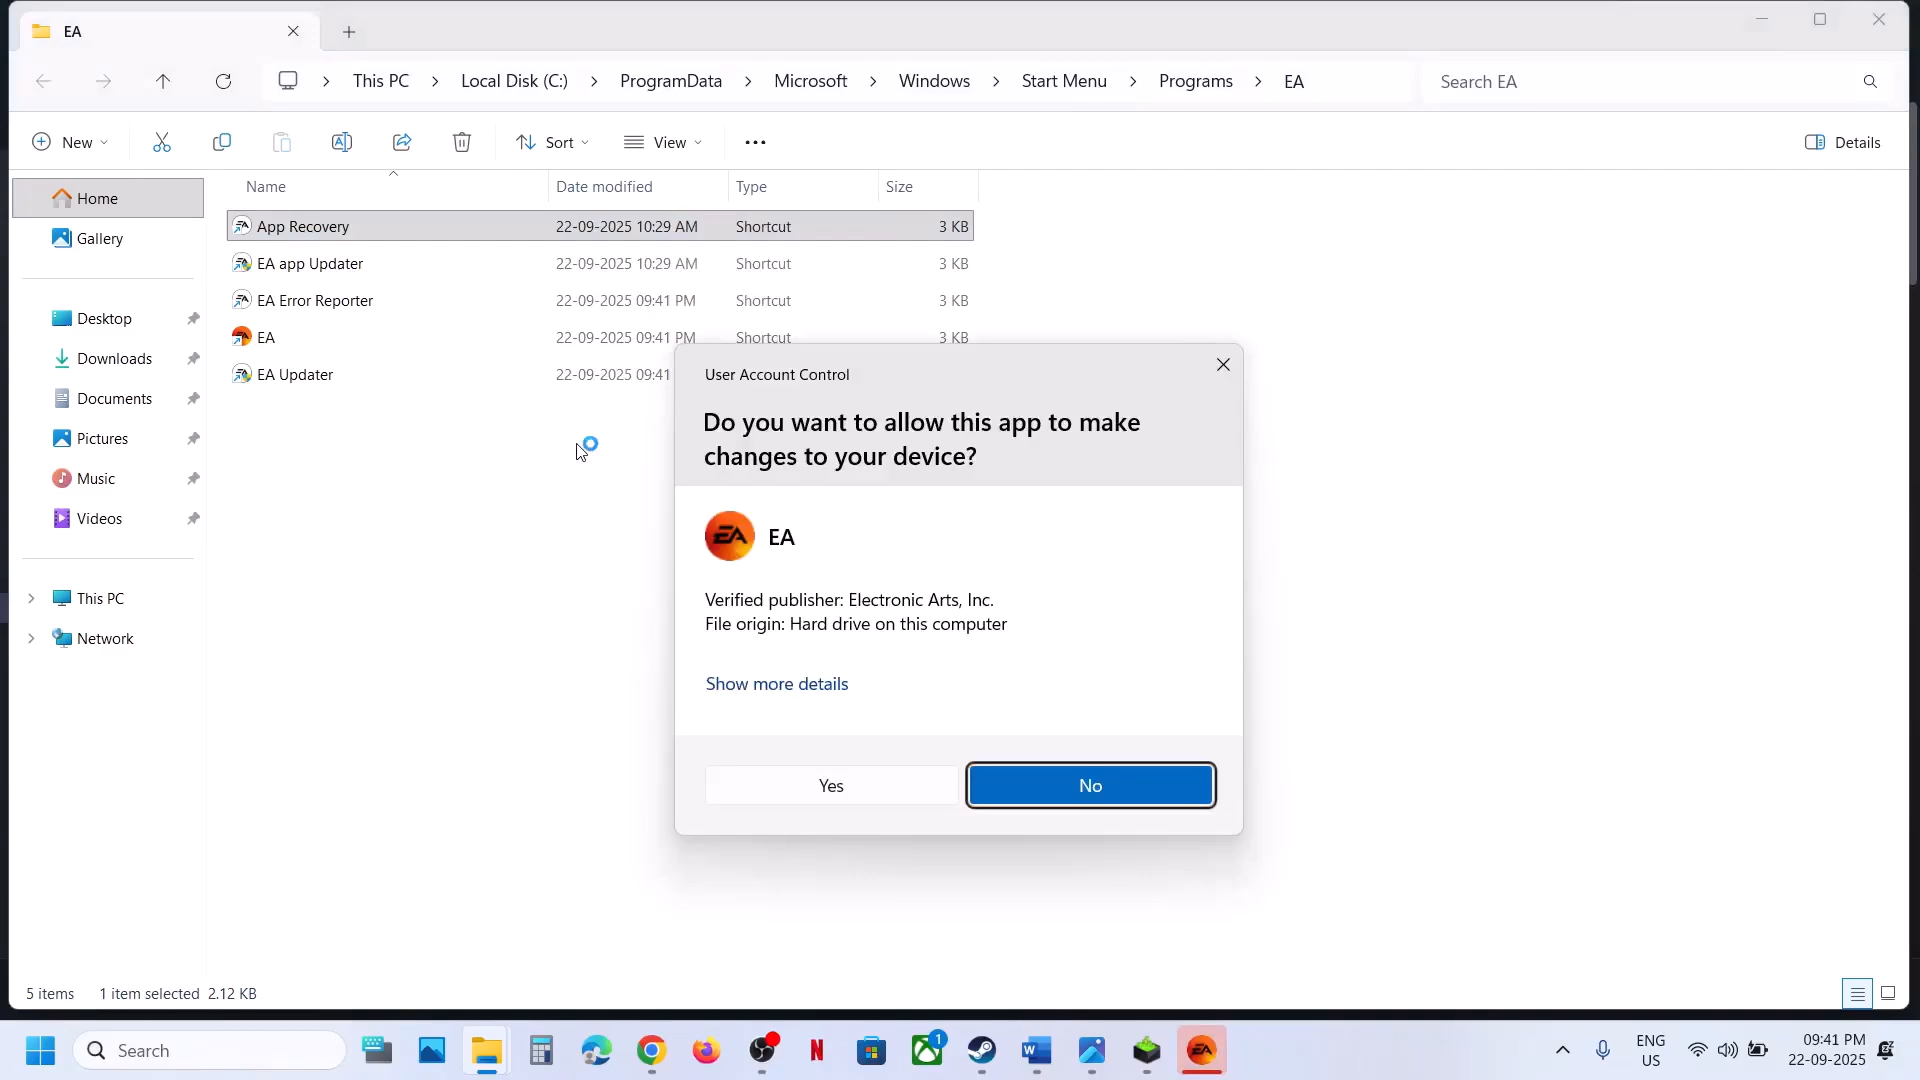 EA
This PC
Local Disk (C:)
ProgramData
Microsoft
Windows
Start Menu
Programs
EA
Search EA
New
Sort
View
Details
Name
Date modified
Type
Size
Home
Gallery
Desktop
Downloads
Documents
Pictures
Music
Videos
This PC
Network
App Recovery 22-09-2025 10:29 AM Shortcut 3 KB
EA app Updater 22-09-2025 10:29 AM Shortcut 3 KB
EA Error Reporter 22-09-2025 09:41 PM Shortcut 3 KB
EA 22-09-2025 09:41 PM Shortcut 3 KB
EA Updater 22-09-2025 09:41
User Account Control
Do you want to allow this app to make
changes to your device?
EA
EA
Verified publisher: Electronic Arts, Inc.
File origin: Hard drive on this computer
Show more details
Yes
No
5 items 1 item selected 2.12 KB
Search
1
ENG
US
09:41 PM
22-09-2025